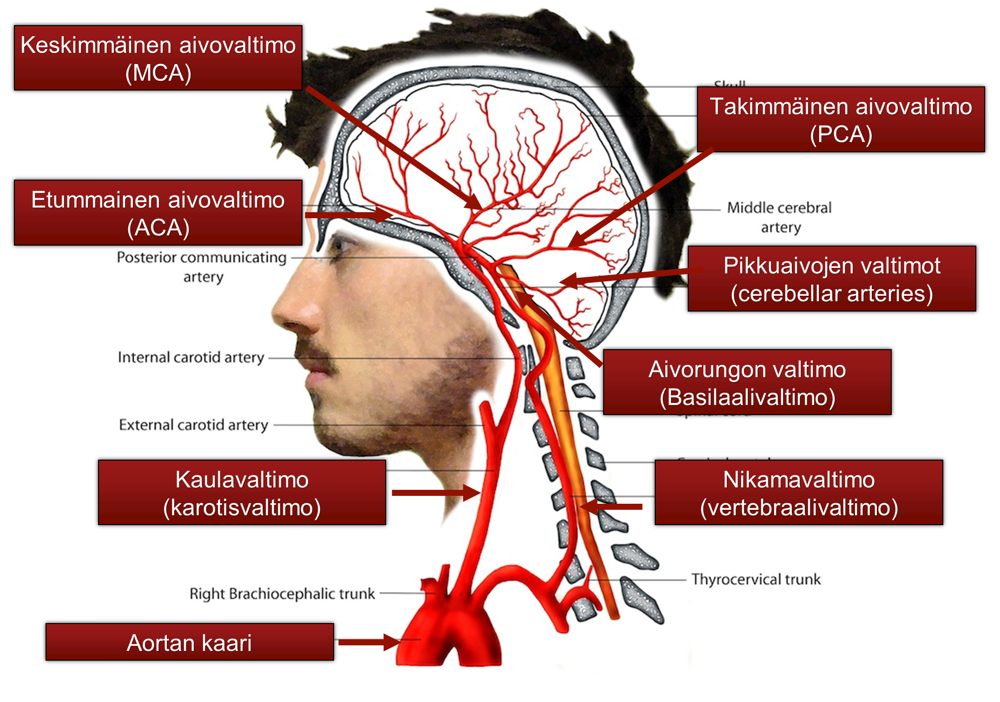 Keskimmäinen aivovaltimo
(MCA)
Skull
Takimmäinen aivovaltimo
(PCA)
Etummainen aivovaltimo
(ACA)
Middle cerebral
artery
Posterior communicating
artery
Pikkuaivojen valtimot
(cerebellar arteries)
Internal carotid artery
Aivorungon valtimo
(Basilaalivaltimo)
External carotid artery
Kaulavaltimo
(karotisvaltimo)
Nikamavaltimo
(vertebraalivaltimo)
Thyrocervical trunk
Right Brachiocephalic trunk
Aortan kaari